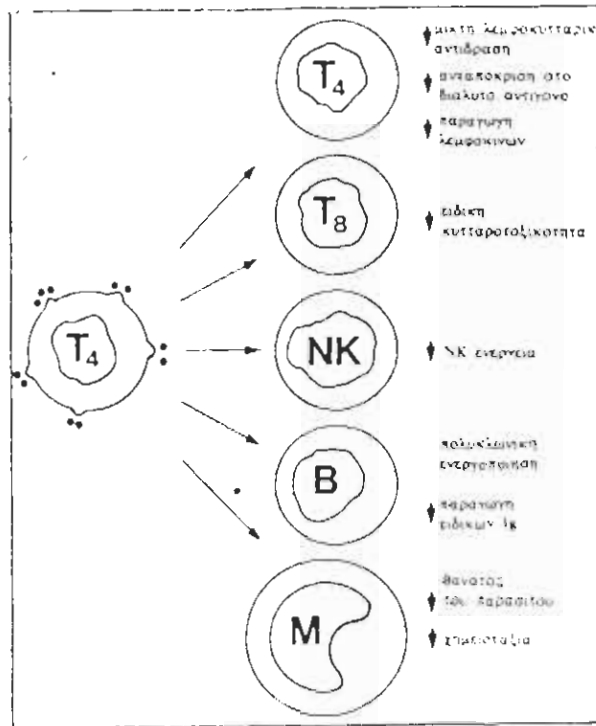 T4
μικτη λεμφοκυτταρικ
αντιδραση
ανταποκριση στο
διαλυτο αντιγονο
παραγωγη
λεμφοκινων
T8
ειδικη
κυτταροτοξικοτητα
T4
NK
NK ενεργεια
B
πολυκλωνικη
ενεργοποιηση
παραγωγη
ειδικων Ig
M
θανατος
του παρασιτου
χημειοταξια